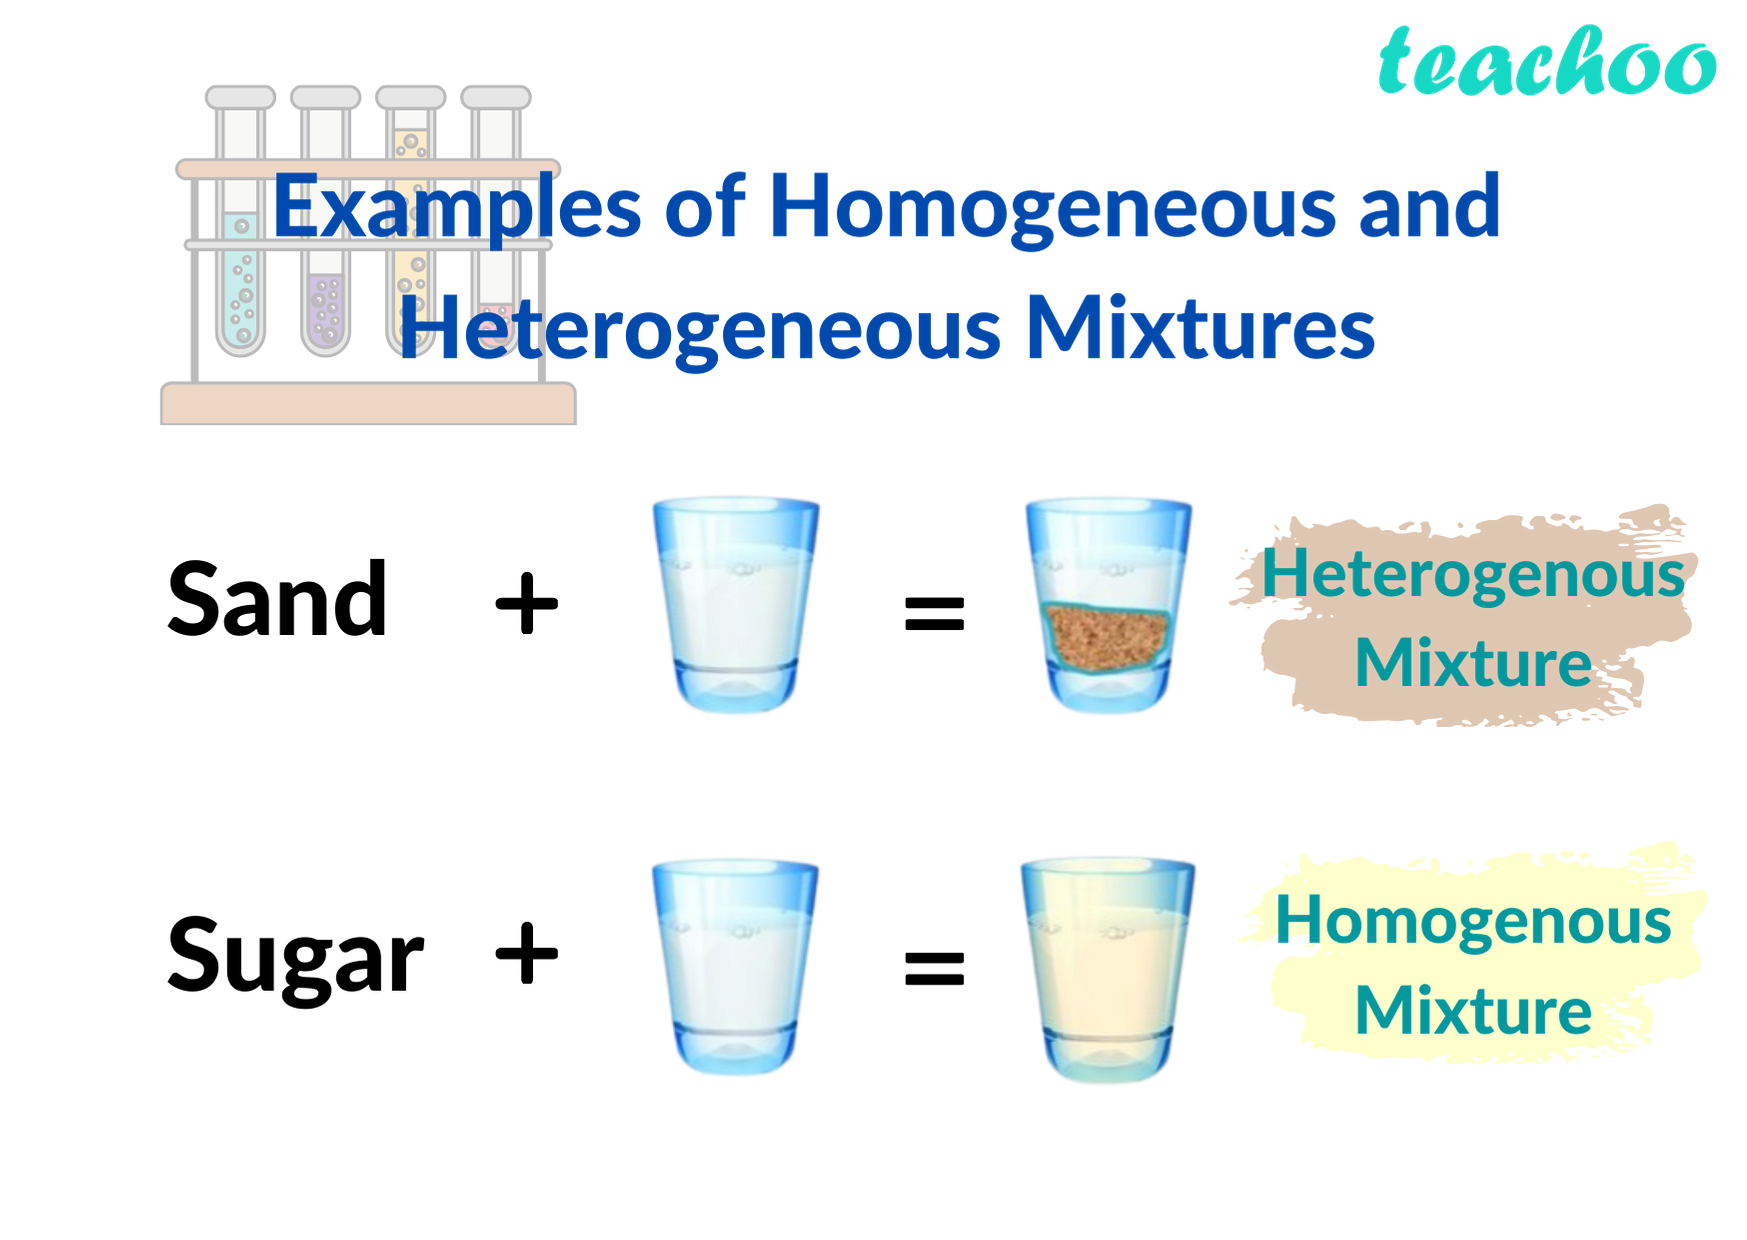 teachoo
Examples of Homogeneous and
Heterogeneous Mixtures
Sand + =
Heterogenous
Mixture
Sugar + =
Homogenous
Mixture